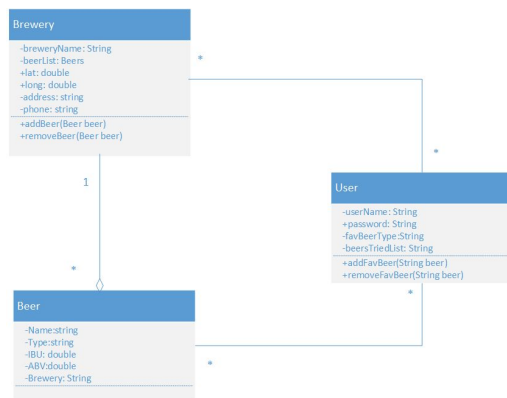 Brewery
-breweryName: String
-beerList: Beers
+lat: double
+long: double
-address: string
-phone: string
+addBeer(Beer beer)
+removeBeer(Beer beer)
*
*
1
User
-userName: String
+password: String
-favBeerType:String
-beersTriedList: String
+addFavBeer(String beer)
+removeFavBeer(String beer)
*
*
Beer
-Name:string
-Type:string
-IBU: double
-ABV:double
-Brewery: String
*